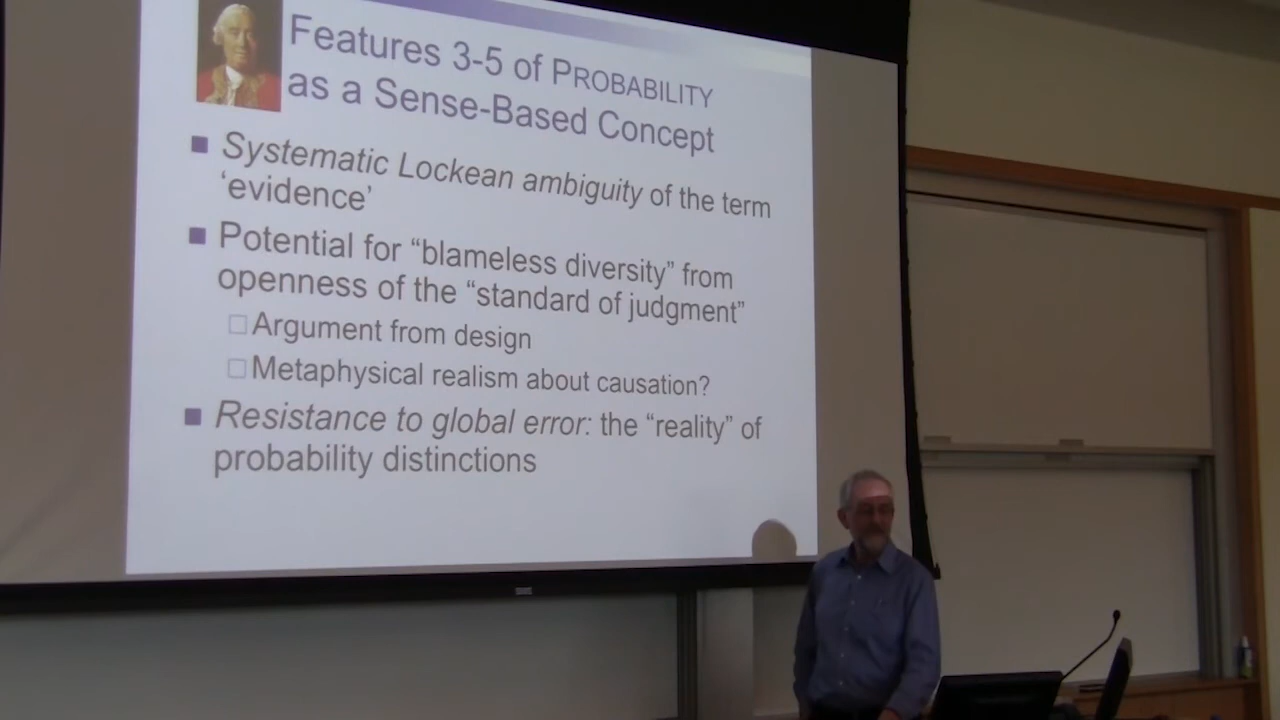 Features 3-5 of PROBABILITY
as a Sense-Based Concept
Systematic Lockean ambiguity of the term
‘evidence’
Potential for “blameless diversity” from
openness of the “standard of judgment”
Argument from design
Metaphysical realism about causation?
Resistance to global error: the “reality” of
probability distinctions